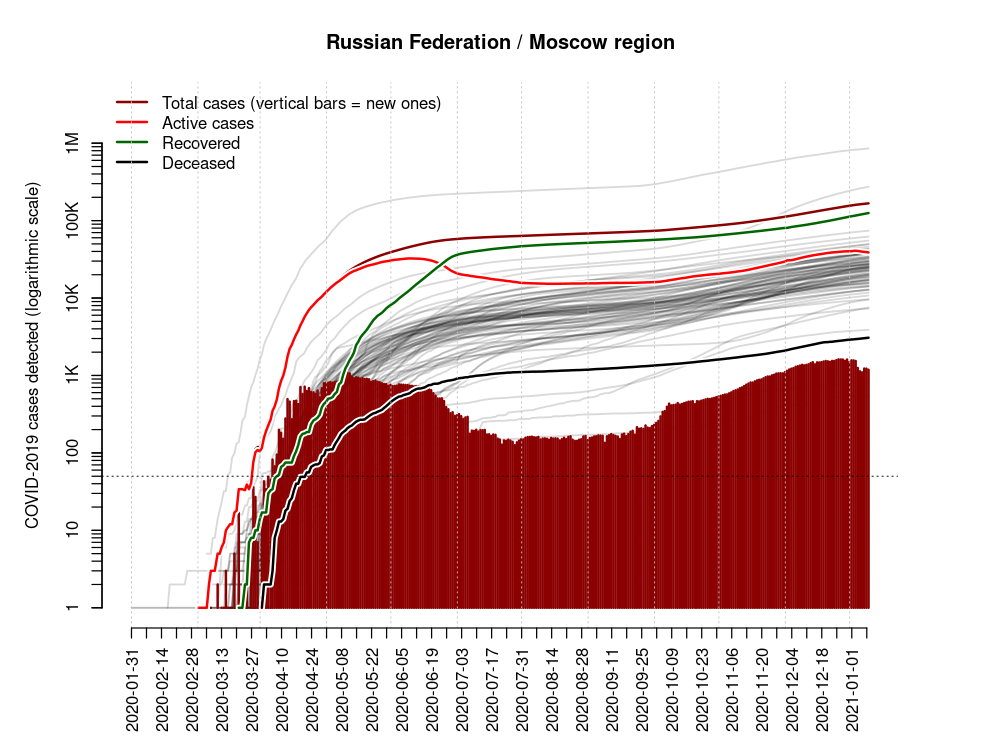 Russian Federation / Moscow region
Total cases (vertical bars = new ones)
Active cases
Recovered
Deceased
COVID-2019 cases detected (logarithmic scale)
1M
100K
10K
1K
100
10
1
2020-01-31
2020-02-14
2020-02-28
2020-03-13
2020-03-27
2020-04-10
2020-04-24
2020-05-08
2020-05-22
2020-06-05
2020-06-19
2020-07-03
2020-07-17
2020-07-31
2020-08-14
2020-08-28
2020-09-11
2020-09-25
2020-10-09
2020-10-23
2020-11-06
2020-11-20
2020-12-04
2020-12-18
2021-01-01